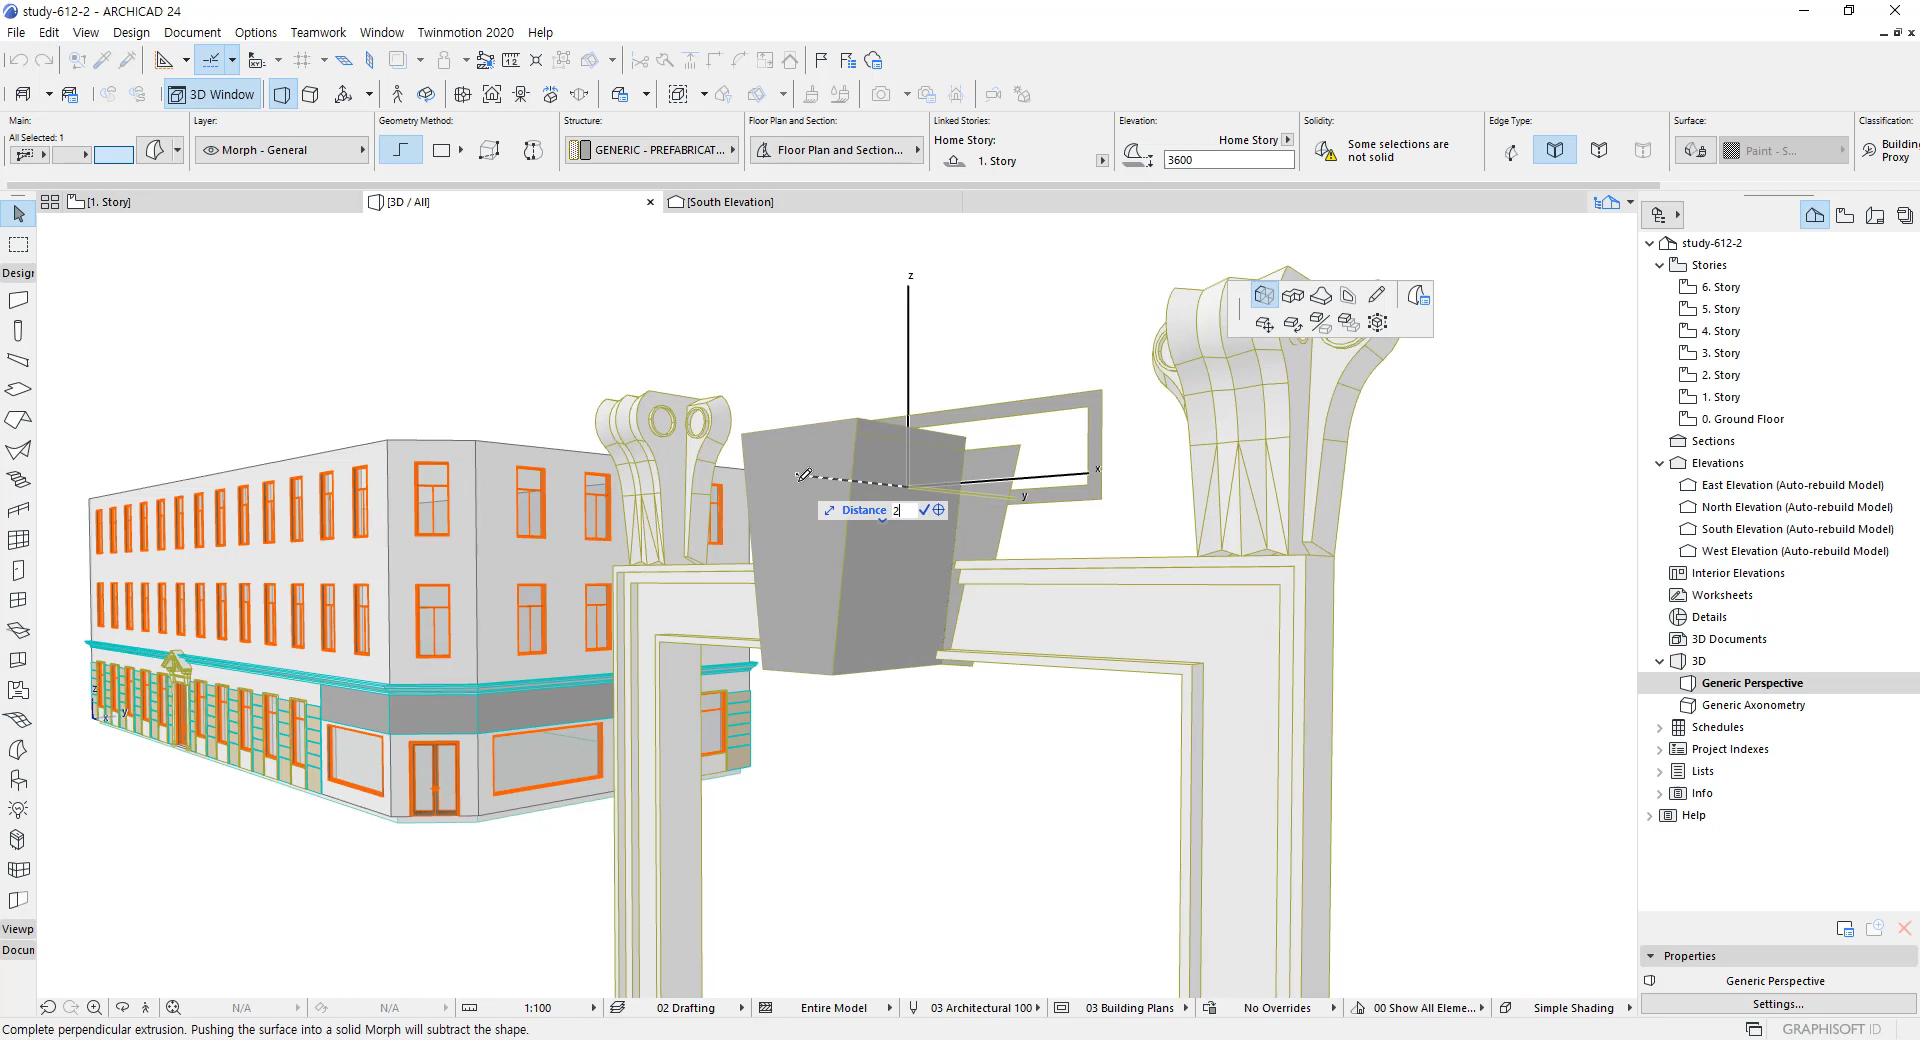 study-612-2 - ARCHICAD 24
File Edit View Design Document Options Teamwork Window Twinmotion 2020 Help
3D Window
Main:
All Selected: 1
Layer:
Morph - General
Geometry Method:
Structure:
GENERIC - PREFABRICAT...
Floor Plan and Section:
Floor Plan and Section...
Linked Stories:
Home Story:
1. Story
Elevation:
Home Story
3600
Solidity:
Some selections are
not solid
Edge Type:
Surface:
Paint - S...
Classification:
Building
Proxy
[1. Story]
[3D / All]
[South Elevation]
Design
Viewp
Docum
z
x
y
Distance 2
z
y
x
study-612-2
Stories
6. Story
5. Story
4. Story
3. Story
2. Story
1. Story
0. Ground Floor
Sections
Elevations
East Elevation (Auto-rebuild Model)
North Elevation (Auto-rebuild Model)
South Elevation (Auto-rebuild Model)
West Elevation (Auto-rebuild Model)
Interior Elevations
Worksheets
Details
3D Documents
3D
Generic Perspective
Generic Axonometry
Schedules
Project Indexes
Lists
Info
Help
Properties
Generic Perspective
Settings...
N/A
N/A
1:100
02 Drafting
Entire Model
03 Architectural 100
03 Building Plans
No Overrides
00 Show All Eleme...
Simple Shading
Complete perpendicular extrusion. Pushing the surface into a solid Morph will subtract the shape.
GRAPHISOFT ID